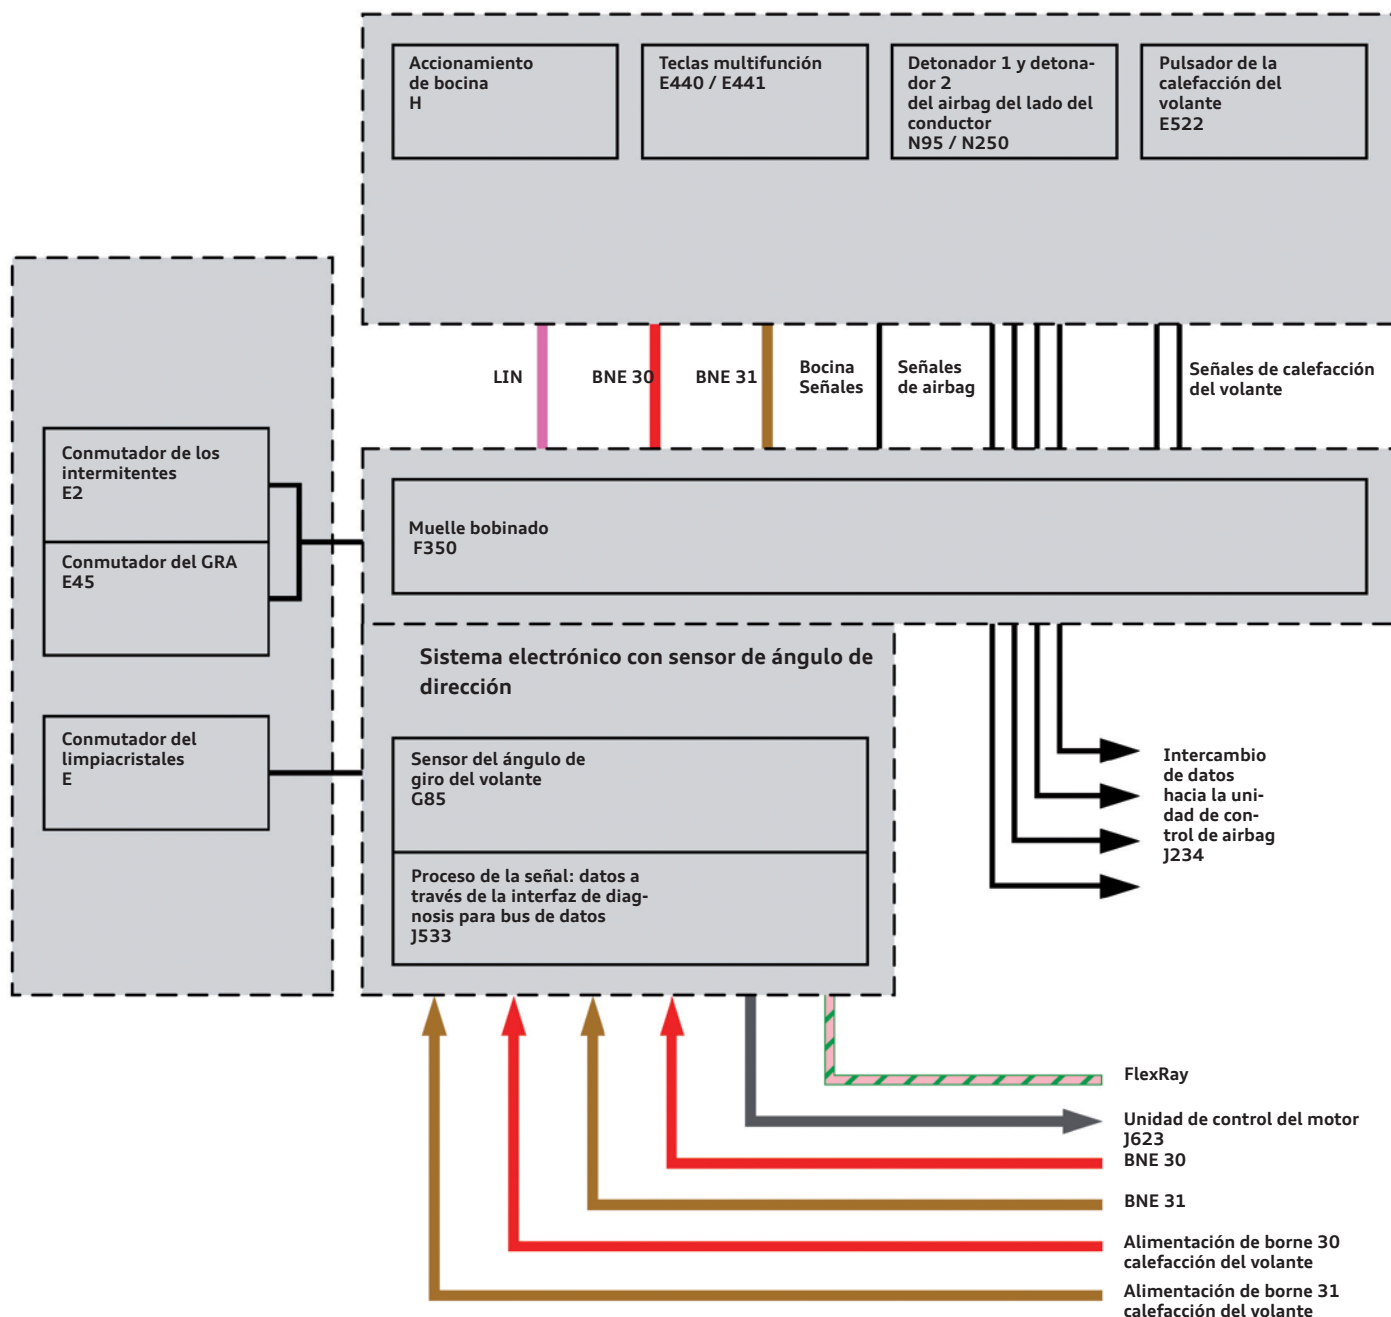 Accionamiento
de bocina
H
Teclas multifunción
E440 / E441
Detonador 1 y detona-
dor 2
del airbag del lado del
conductor
N95 / N250
Pulsador de la
calefacción del
volante
E522
LIN
BNE 30
BNE 31
Bocina
Señales
Señales
de airbag
Señales de calefacción
del volante
Conmutador de los
intermitentes
E2
Conmutador del GRA
E45
Muelle bobinado
F350
Sistema electrónico con sensor de ángulo de
dirección
Conmutador del
limpiacristales
E
Sensor del ángulo de
giro del volante
G85
Proceso de la señal: datos a
través de la interfaz de diag-
nosis para bus de datos
J533
Intercambio
de datos
hacia la uni-
dad de con-
trol de airbag
J234
FlexRay
Unidad de control del motor
J623
BNE 30
BNE 31
Alimentación de borne 30
calefacción del volante
Alimentación de borne 31
calefacción del volante